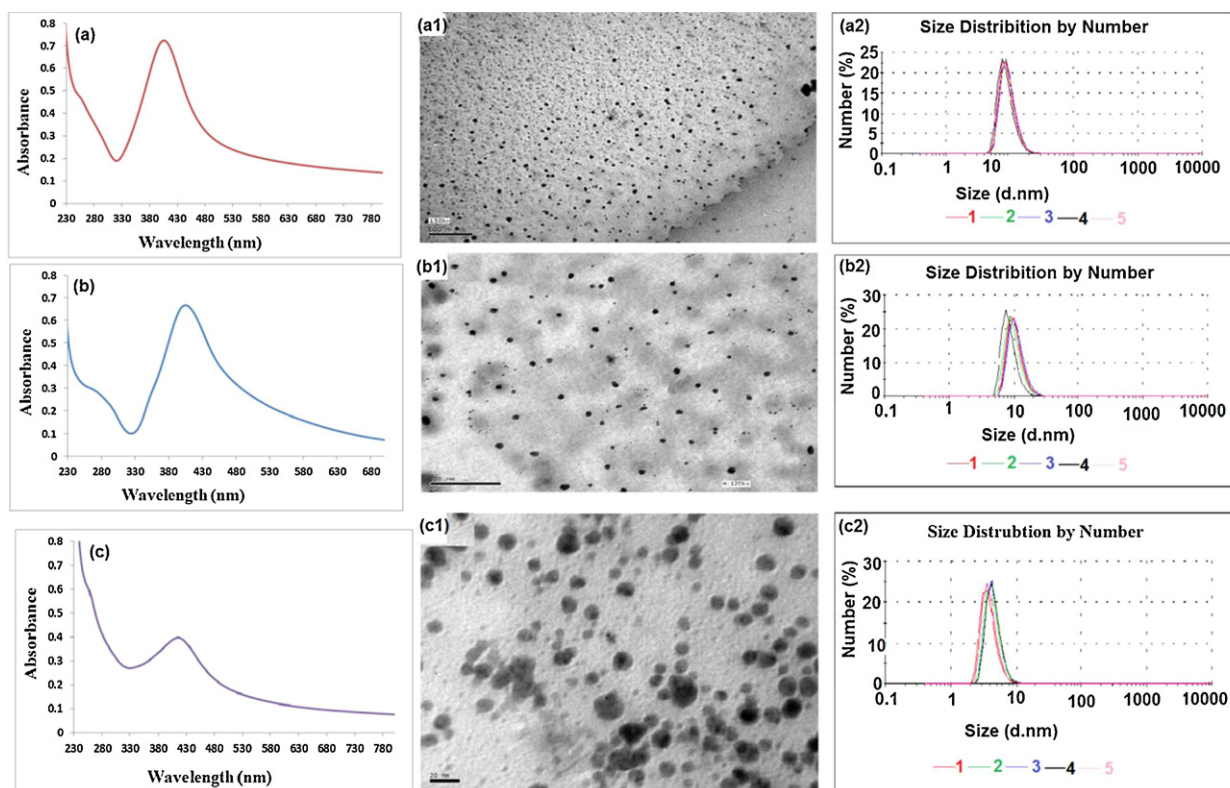 (a)
0.8
0.7
0.6
0.5
0.4
0.3
0.2
0.1
0
230 280 330 380 430 480 530 580 630 680 730 780
Absorbance
Wavelength (nm)
(a1)
(a2)
Size Distribition by Number
Number (%)
25
20
15
10
5
0
0.1 1 10 100 1000 10000
Size (d.nm)
1 2 3 4 5
(b)
0.8
0.7
0.6
0.5
0.4
0.3
0.2
0.1
0
230 280 330 380 430 480 530 580 630 680
Absorbance
Wavelength (nm)
(b1)
(b2)
Size Distribition by Number
Number (%)
30
20
10
0
0.1 1 10 100 1000 10000
Size (d.nm)
1 2 3 4 5
(c)
0.8
0.7
0.6
0.5
0.4
0.3
0.2
0.1
0
230 280 330 380 430 480 530 580 630 680 730 780
Absorbance
Wavelength (nm)
(c1)
20 nm
(c2)
Size Distrubtion by Number
Number (%)
30
20
10
0
0.1 1 10 100 1000 10000
Size (d.nm)
1 2 3 4 5